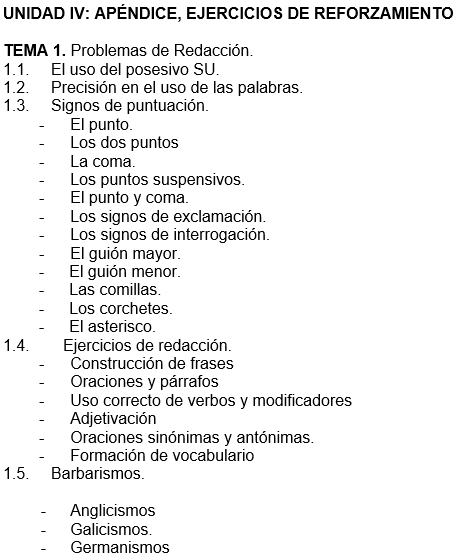 UNIDAD IV: APÉNDICE, EJERCICIOS DE REFORZAMIENTO
TEMA 1. Problemas de Redacción.
1.1. El uso del posesivo SU.
1.2. Precisión en el uso de las palabras.
1.3. Signos de puntuación.
- El punto.
- Los dos puntos
- La coma.
- Los puntos suspensivos.
- El punto y coma.
- Los signos de exclamación.
- Los signos de interrogación.
- El guión mayor.
- El guión menor.
- Las comillas.
- Los corchetes.
- El asterisco.
1.4. Ejercicios de redacción.
- Construcción de frases
- Oraciones y párrafos
- Uso correcto de verbos y modificadores
- Adjetivación
- Oraciones sinónimas y antónimas.
- Formación de vocabulario
1.5. Barbarismos.
- Anglicismos
- Galicismos.
- Germanismos